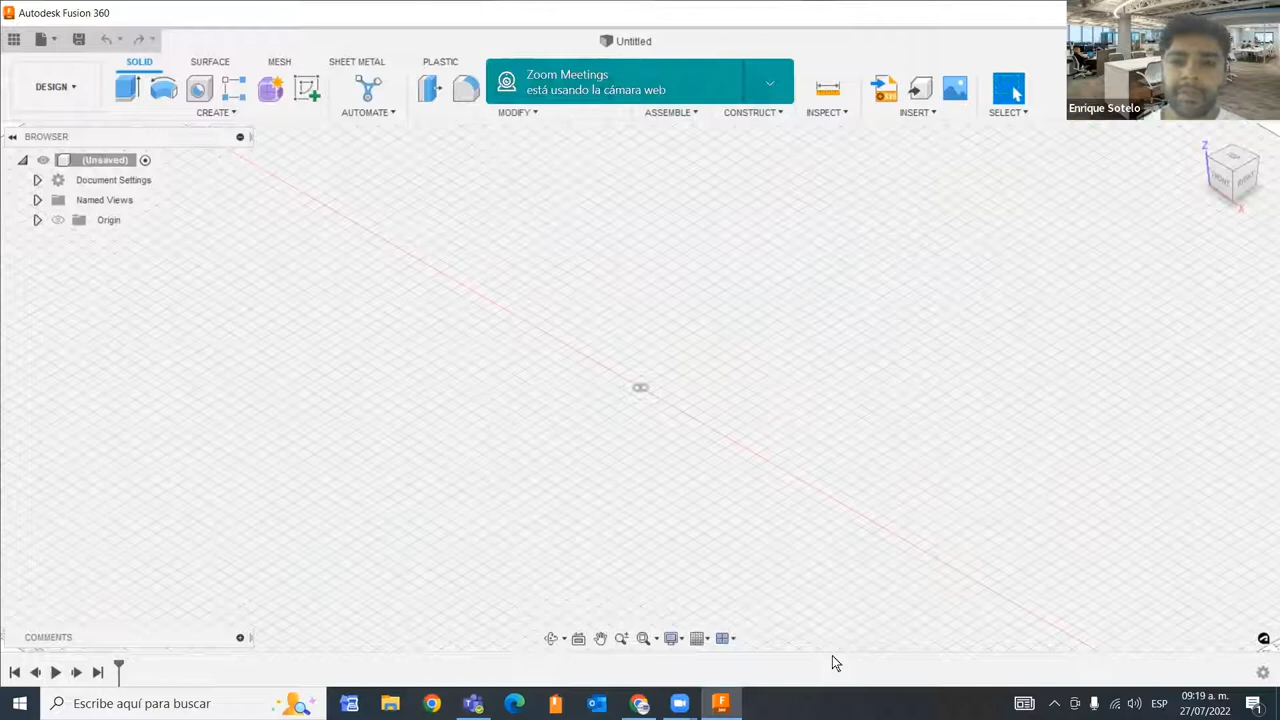 Autodesk Fusion 360
Untitled
SOLID
SURFACE
MESH
SHEET METAL
PLASTIC
Zoom Meetings
está usando la cámara web
DESIGN
CREATE
AUTOMATE
MODIFY
ASSEMBLE
CONSTRUCT
INSPECT
INSERT
SELECT
Enrique Sotelo
BROWSER
(Unsaved)
Document Settings
Named Views
Origin
Z
RIGHT
X
COMMENTS
Escribe aquí para buscar
ESP
09:19 a. m.
27/07/2022
1